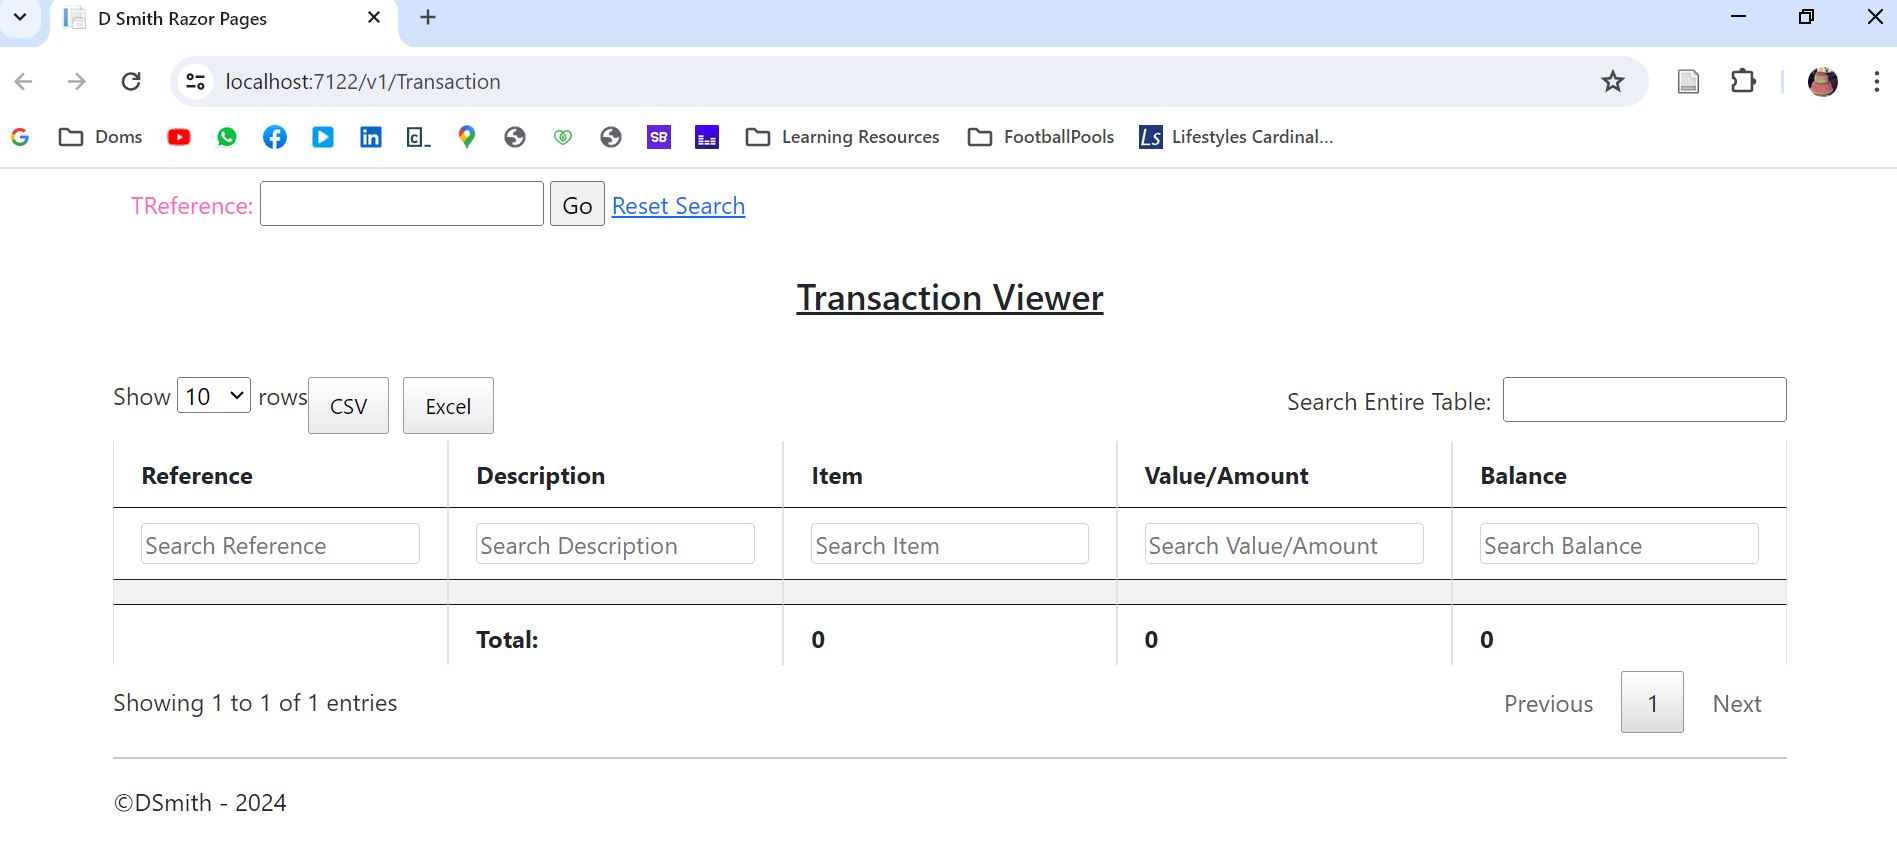 D Smith Razor Pages
localhost:7122/v1/Transaction
G Doms in c_ SB Learning Resources FootballPools Ls Lifestyles Cardinal...
TReference: Go Reset Search
Transaction Viewer
Show 10 rows CSV Excel Search Entire Table:
Reference Description Item Value/Amount Balance
Search Reference Search Description Search Item Search Value/Amount Search Balance
Total: 0 0 0
Showing 1 to 1 of 1 entries Previous 1 Next
©DSmith - 2024